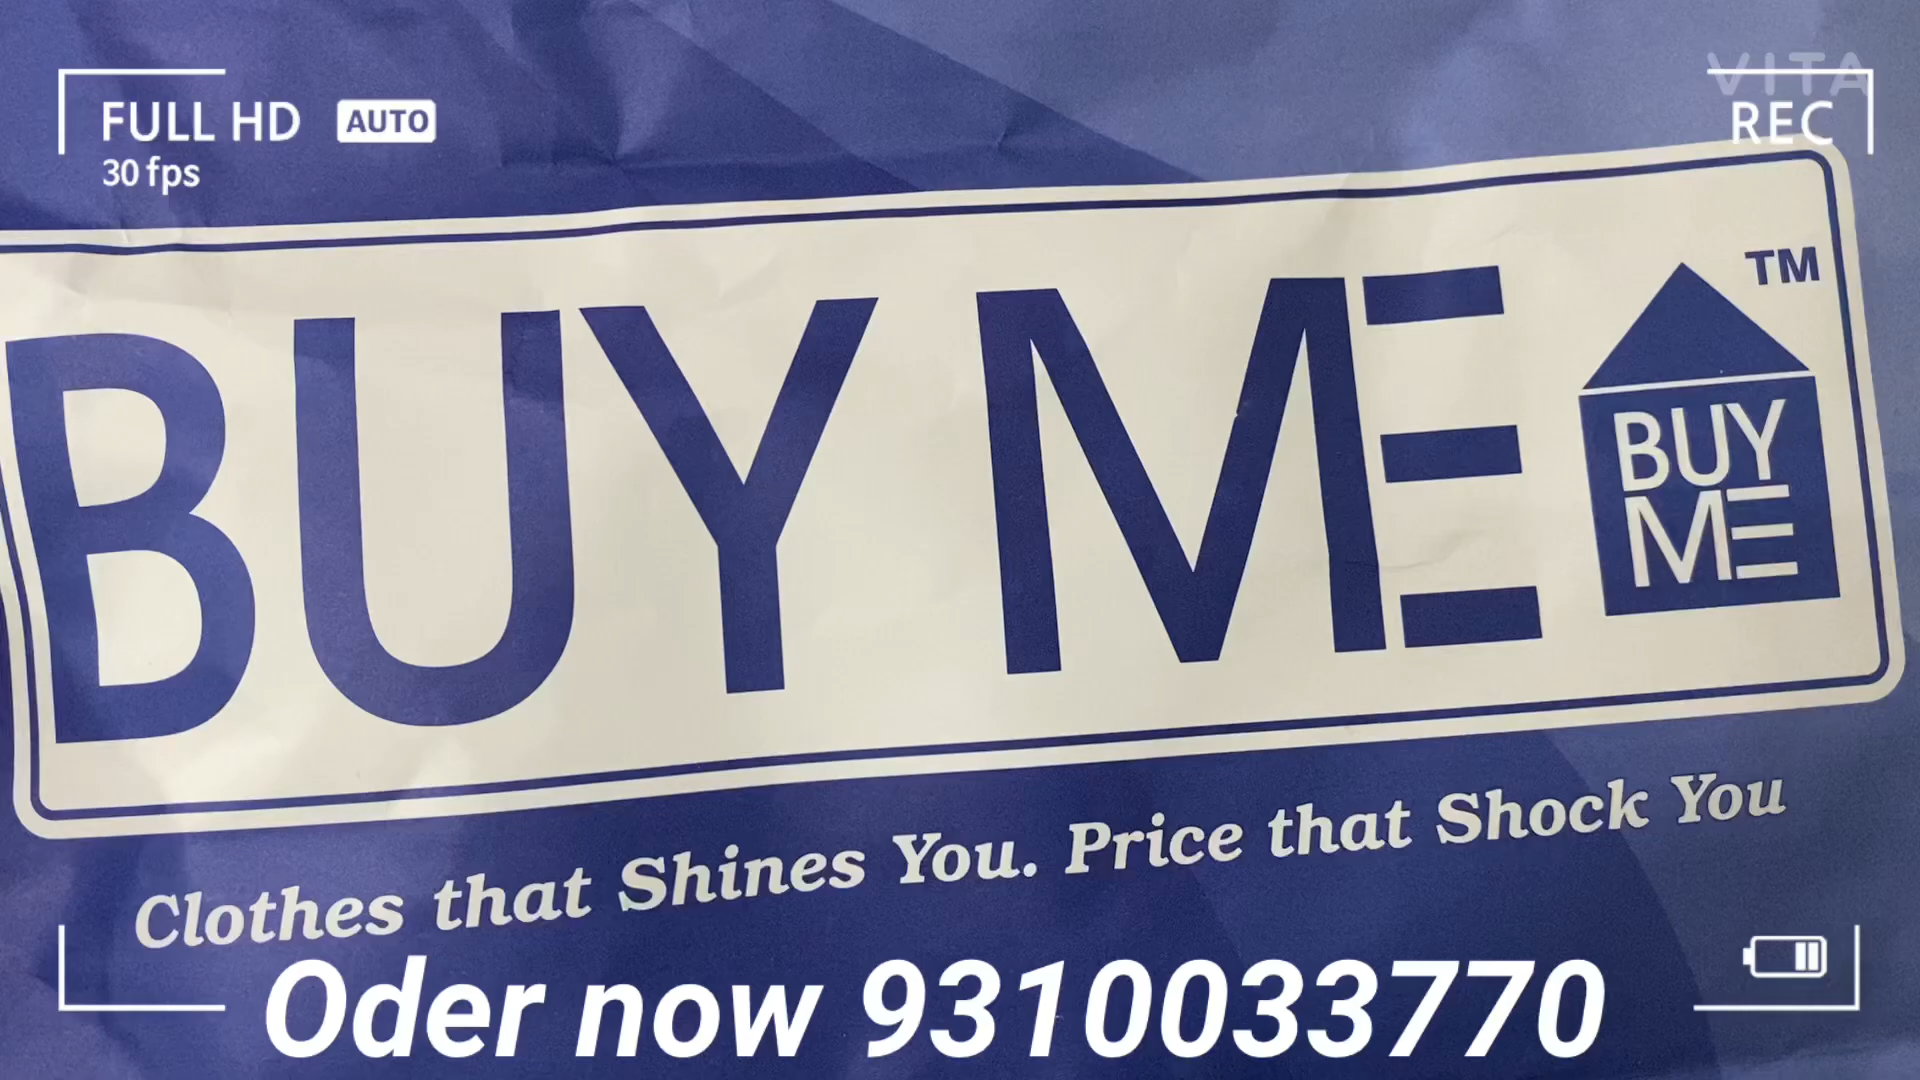 VITA
FULL HD AUTO
REC
30 fps
BUY ME
TM
BUY
ME
Clothes that Shines You. Price that Shock You
Oder now 9310033770